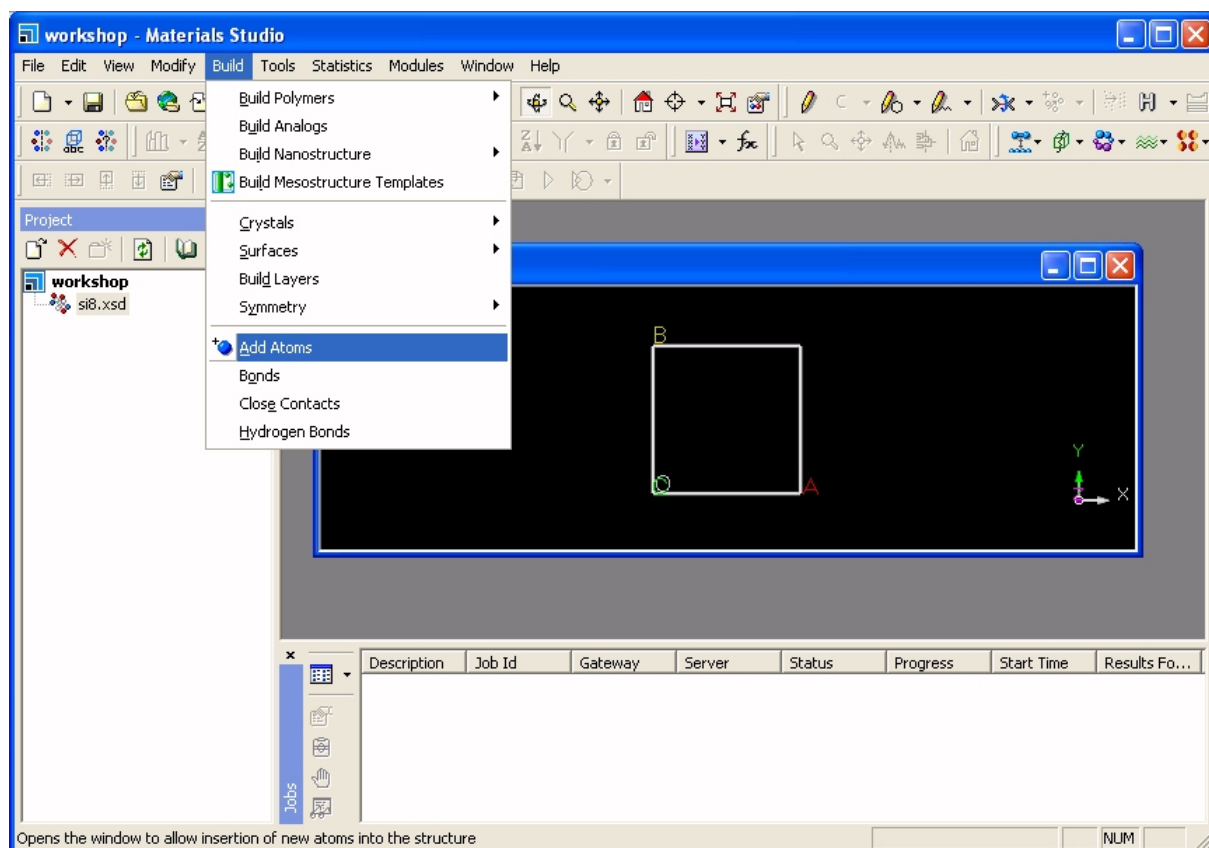 workshop - Materials Studio
File Edit View Modify Build Tools Statistics Modules Window Help
Build Polymers
Build Analogs
Build Nanostructure
Build Mesostructure Templates
Crystals
Surfaces
Build Layers
Symmetry
Add Atoms
Bonds
Close Contacts
Hydrogen Bonds
Project
workshop
si8.xsd
B
O
A
Y
X
Description Job Id Gateway Server Status Progress Start Time Results Fo...
Jobs
Opens the window to allow insertion of new atoms into the structure
NUM